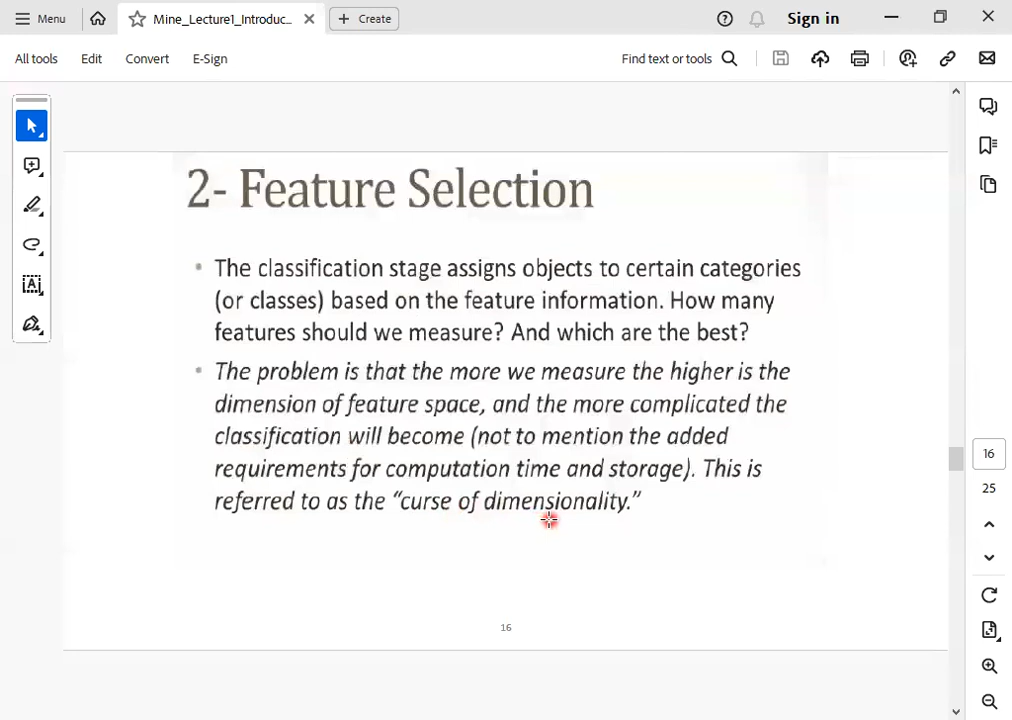 Menu
Mine_Lecture1_Introduc...
Create
Sign in
All tools
Edit
Convert
E-Sign
Find text or tools
2- Feature Selection
• The classification stage assigns objects to certain categories
(or classes) based on the feature information. How many
features should we measure? And which are the best?
• The problem is that the more we measure the higher is the
dimension of feature space, and the more complicated the
classification will become (not to mention the added
requirements for computation time and storage). This is
referred to as the “curse of dimensionality.”
16
16
25